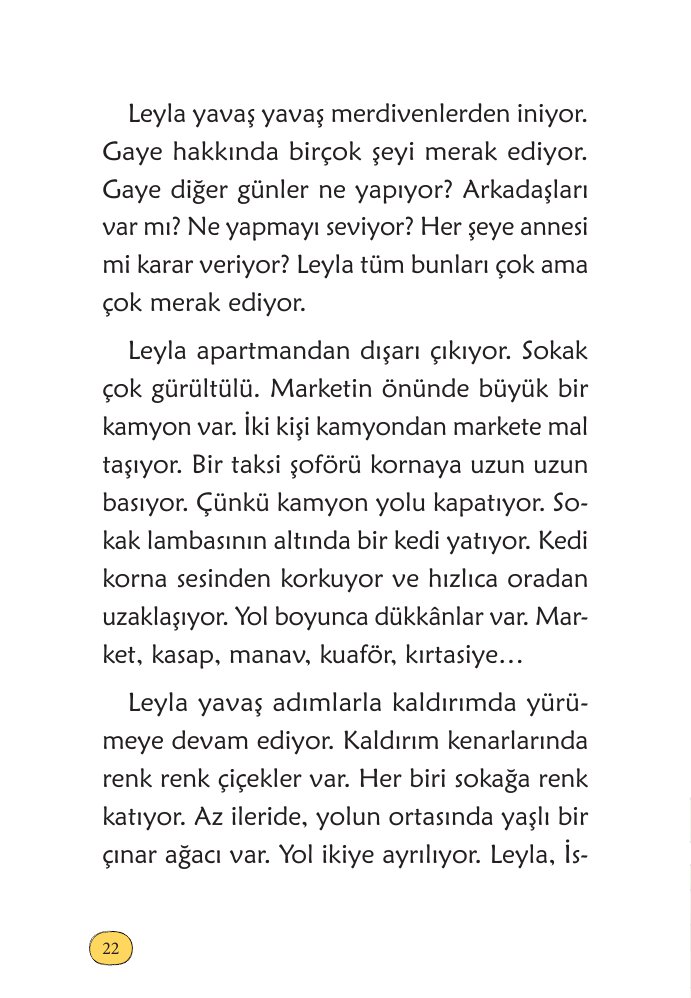 Leyla yavaş yavaş merdivenlerden iniyor.
Gaye hakkında birçok şeyi merak ediyor.
Gaye diğer günler ne yapıyor? Arkadaşları
var mı? Ne yapmayı seviyor? Her şeye annesi
mi karar veriyor? Leyla tüm bunları çok ama
çok merak ediyor.
Leyla apartmandan dışarı çıkıyor. Sokak
çok gürültülü. Marketin önünde büyük bir
kamyon var. İki kişi kamyondan markete mal
taşıyor. Bir taksi şoförü kornaya uzun uzun
basıyor. Çünkü kamyon yolu kapatıyor. So-
kak lambasının altında bir kedi yatıyor. Kedi
korna sesinden korkuyor ve hızlıca oradan
uzaklaşıyor. Yol boyunca dükkânlar var. Mar-
ket, kasap, manav, kuaför, kırtasiye...
Leyla yavaş adımlarla kaldırımda yürü-
meye devam ediyor. Kaldırım kenarlarında
renk renk çiçekler var. Her biri sokağa renk
katıyor. Az ileride, yolun ortasında yaşlı bir
çınar ağacı var. Yol ikiye ayrılıyor. Leyla, İs-
22